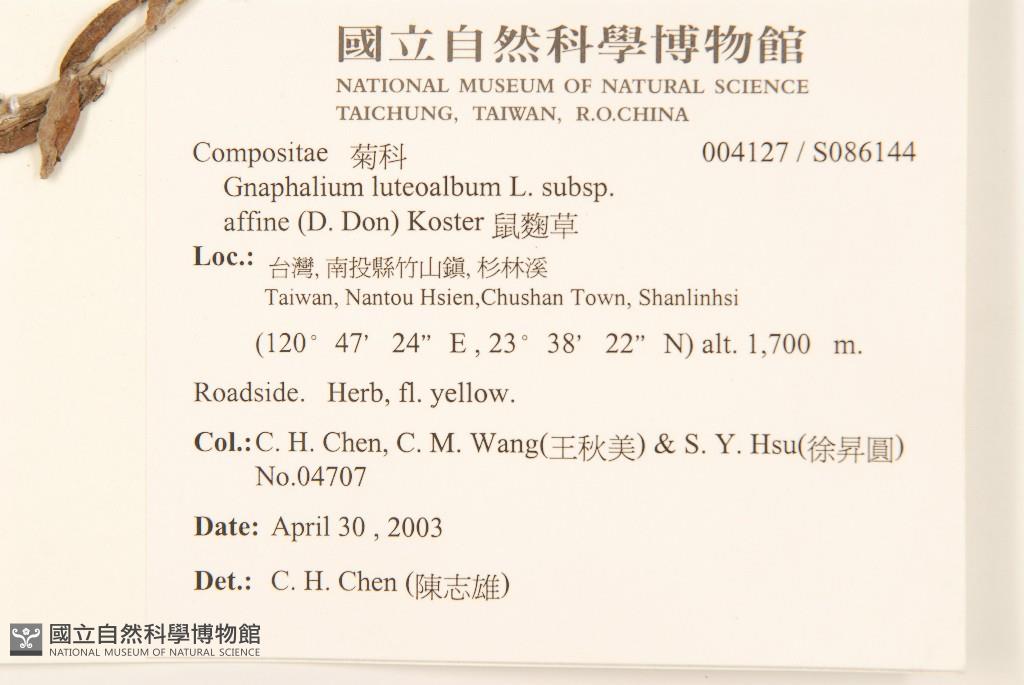 國立自然科學博物館
NATIONAL MUSEUM OF NATURAL SCIENCE
TAICHUNG, TAIWAN, R.O.CHINA
Compositae 菊科 004127 / S086144
Gnaphalium luteoalbum L. subsp.
affine (D. Don) Koster 鼠麴草
Loc.: 台灣, 南投縣竹山鎮, 杉林溪
Taiwan, Nantou Hsien,Chushan Town, Shanlinhsi
(120° 47’ 24” E , 23° 38’ 22” N) alt. 1,700 m.
Roadside. Herb, fl. yellow.
Col.: C. H. Chen, C. M. Wang(王秋美) & S. Y. Hsu(徐昇圓)
No.04707
Date: April 30 , 2003
Det.: C. H. Chen (陳志雄)
國立自然科學博物館
NATIONAL MUSEUM OF NATURAL SCIENCE